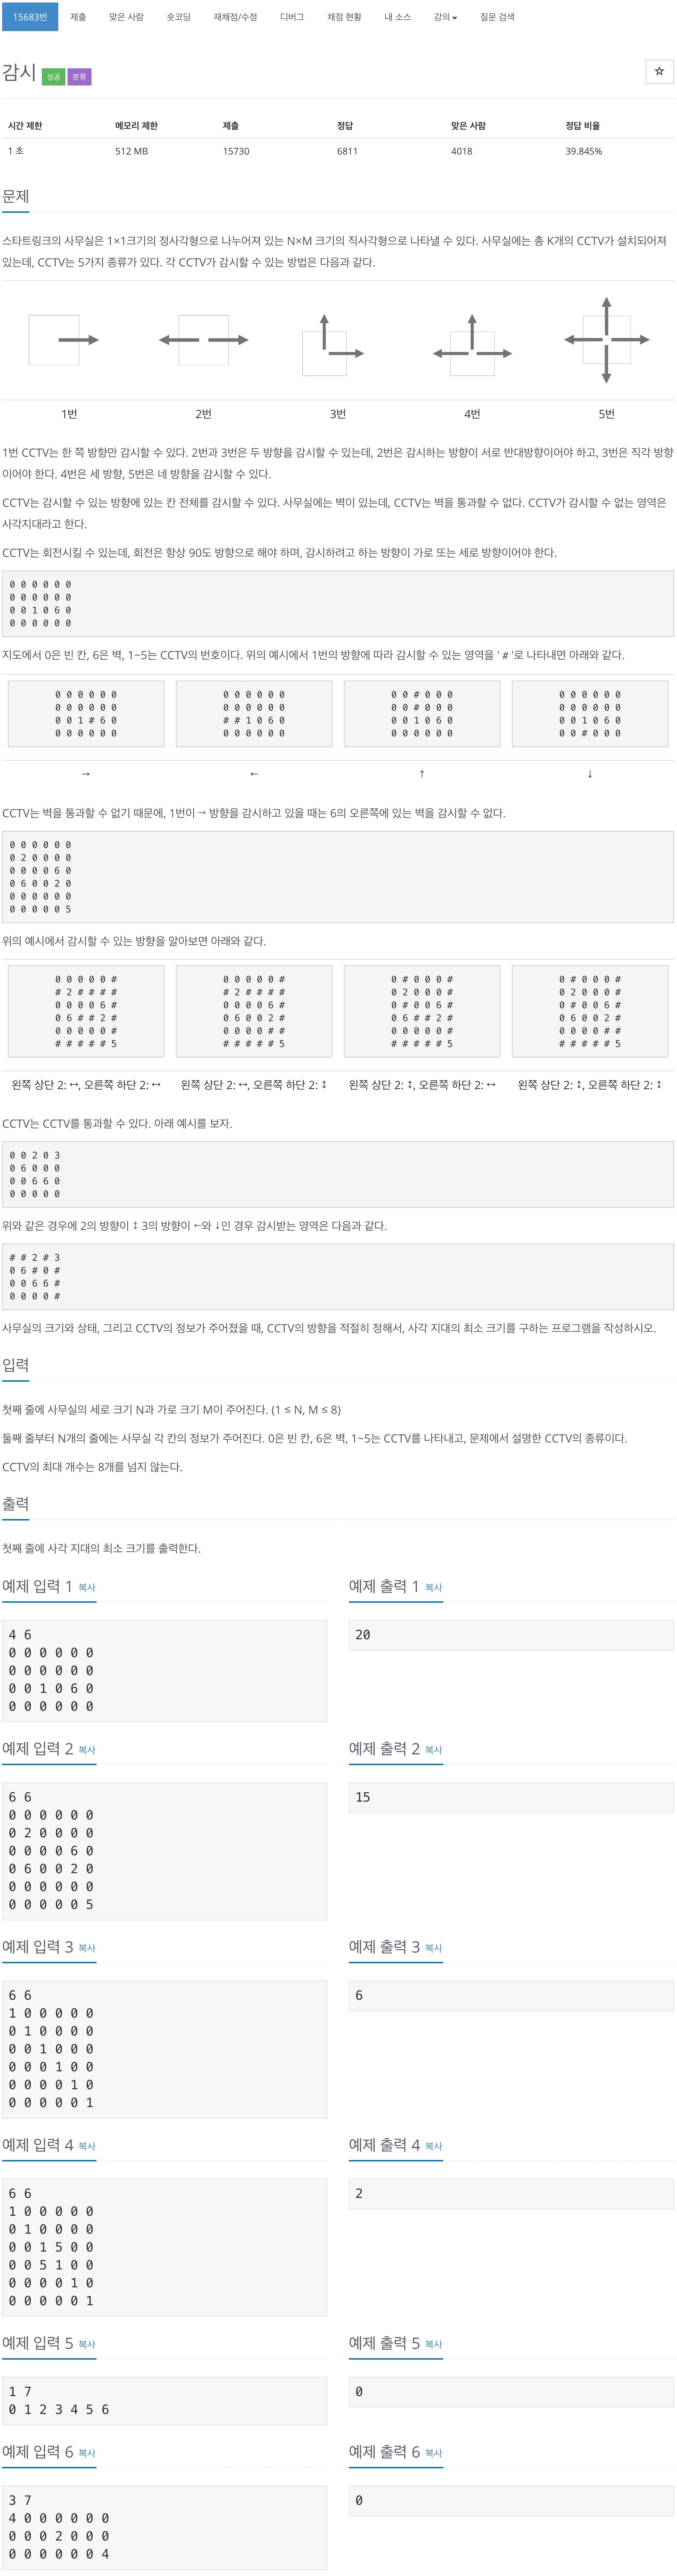 15683번 제출 맞은 사람 숏코딩 재채점/수정 디버그 채점 현황 내 소스 강의 질문 검색
감시 성공 분류
☆
시간 제한 메모리 제한 제출 정답 맞은 사람 정답 비율
1 초 512 MB 15730 6811 4018 39.845%
문제
스타트링크의 사무실은 1×1크기의 정사각형으로 나누어져 있는 N×M 크기의 직사각형으로 나타낼 수 있다. 사무실에는 총 K개의 CCTV가 설치되어져
있는데, CCTV는 5가지 종류가 있다. 각 CCTV가 감시할 수 있는 방법은 다음과 같다.
1번 2번 3번 4번 5번
1번 CCTV는 한 쪽 방향만 감시할 수 있다. 2번과 3번은 두 방향을 감시할 수 있는데, 2번은 감시하는 방향이 서로 반대방향이어야 하고, 3번은 직각 방향
이어야 한다. 4번은 세 방향, 5번은 네 방향을 감시할 수 있다.
CCTV는 감시할 수 있는 방향에 있는 칸 전체를 감시할 수 있다. 사무실에는 벽이 있는데, CCTV는 벽을 통과할 수 없다. CCTV가 감시할 수 없는 영역은
사각지대라고 한다.
CCTV는 회전시킬 수 있는데, 회전은 항상 90도 방향으로 해야 하며, 감시하려고 하는 방향이 가로 또는 세로 방향이어야 한다.
0 0 0 0 0 0
0 0 0 0 0 0
0 0 1 0 6 0
0 0 0 0 0 0
지도에서 0은 빈 칸, 6은 벽, 1~5는 CCTV의 번호이다. 위의 예시에서 1번의 방향에 따라 감시할 수 있는 영역을 ' # '로 나타내면 아래와 같다.
0 0 0 0 0 0 0 0 0 0 0 0 0 0 # 0 0 0 0 0 0 0 0 0
0 0 0 0 0 0 0 0 0 0 0 0 0 0 # 0 0 0 0 0 0 0 0 0
0 0 1 # 6 0 # # 1 0 6 0 0 0 1 0 6 0 0 0 1 0 6 0
0 0 0 0 0 0 0 0 0 0 0 0 0 0 0 0 0 0 0 0 # 0 0 0
→ ← ↑ ↓
CCTV는 벽을 통과할 수 없기 때문에, 1번이 → 방향을 감시하고 있을 때는 6의 오른쪽에 있는 벽을 감시할 수 없다.
0 0 0 0 0 0
0 2 0 0 0 0
0 0 0 0 6 0
0 6 0 0 2 0
0 0 0 0 0 0
0 0 0 0 0 5
위의 예시에서 감시할 수 있는 방향을 알아보면 아래와 같다.
0 0 0 0 0 # 0 0 0 0 0 # 0 # 0 0 0 # 0 # 0 0 0 #
# 2 # # # # # 2 # # # # 0 2 0 0 0 # 0 2 0 0 0 #
0 0 0 0 6 # 0 0 0 0 6 # 0 # 0 0 6 # 0 # 0 0 6 #
0 6 # # 2 # 0 6 0 0 2 # 0 6 # # 2 # 0 6 0 0 2 #
0 0 0 0 0 # 0 0 0 0 # # 0 0 0 0 0 # 0 0 0 0 # #
# # # # # 5 # # # # # 5 # # # # # 5 # # # # # 5
왼쪽 상단 2: ↔, 오른쪽 하단 2: ↔ 왼쪽 상단 2: ↔, 오른쪽 하단 2: ↕ 왼쪽 상단 2: ↕, 오른쪽 하단 2: ↔ 왼쪽 상단 2: ↕, 오른쪽 하단 2: ↕
CCTV는 CCTV를 통과할 수 있다. 아래 예시를 보자.
0 0 2 0 3
0 6 0 0 0
0 0 6 6 0
0 0 0 0 0
위와 같은 경우에 2의 방향이 ↕ 3의 방향이 ←와 ↓인 경우 감시받는 영역은 다음과 같다.
# # 2 # 3
0 6 # 0 #
0 0 6 6 #
0 0 0 0 #
사무실의 크기와 상태, 그리고 CCTV의 정보가 주어졌을 때, CCTV의 방향을 적절히 정해서, 사각 지대의 최소 크기를 구하는 프로그램을 작성하시오.
입력
첫째 줄에 사무실의 세로 크기 N과 가로 크기 M이 주어진다. (1 ≤ N, M ≤ 8)
둘째 줄부터 N개의 줄에는 사무실 각 칸의 정보가 주어진다. 0은 빈 칸, 6은 벽, 1~5는 CCTV를 나타내고, 문제에서 설명한 CCTV의 종류이다.
CCTV의 최대 개수는 8개를 넘지 않는다.
출력
첫째 줄에 사각 지대의 최소 크기를 출력한다.
예제 입력 1 복사
4 6
0 0 0 0 0 0
0 0 0 0 0 0
0 0 1 0 6 0
0 0 0 0 0 0
예제 출력 1 복사
20
예제 입력 2 복사
6 6
0 0 0 0 0 0
0 2 0 0 0 0
0 0 0 0 6 0
0 6 0 0 2 0
0 0 0 0 0 0
0 0 0 0 0 5
예제 출력 2 복사
15
예제 입력 3 복사
6 6
1 0 0 0 0 0
0 1 0 0 0 0
0 0 1 0 0 0
0 0 0 1 0 0
0 0 0 0 1 0
0 0 0 0 0 1
예제 출력 3 복사
6
예제 입력 4 복사
6 6
1 0 0 0 0 0
0 1 0 0 0 0
0 0 1 5 0 0
0 0 5 1 0 0
0 0 0 0 1 0
0 0 0 0 0 1
예제 출력 4 복사
2
예제 입력 5 복사
1 7
0 1 2 3 4 5 6
예제 출력 5 복사
0
예제 입력 6 복사
3 7
4 0 0 0 0 0 0
0 0 0 2 0 0 0
0 0 0 0 0 0 4
예제 출력 6 복사
0